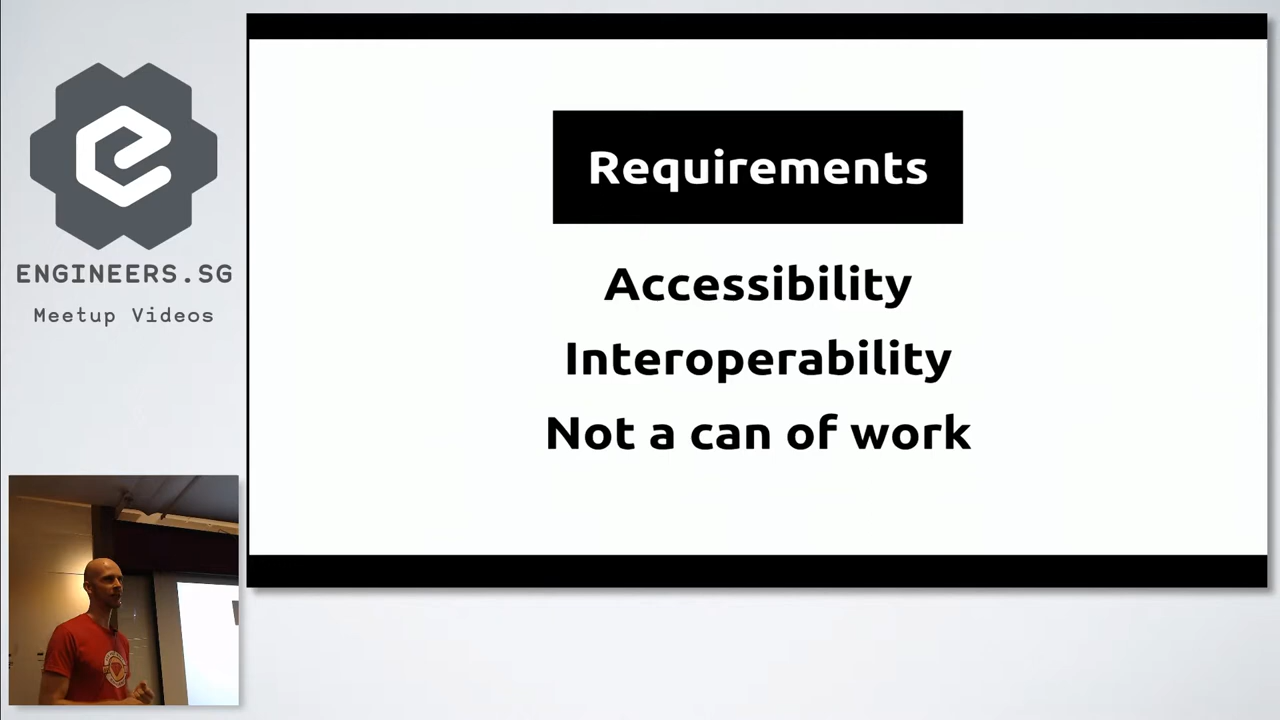 ENGINEERS.SG
Meetup Videos
Requirements
Accessibility
Interoperability
Not a can of work